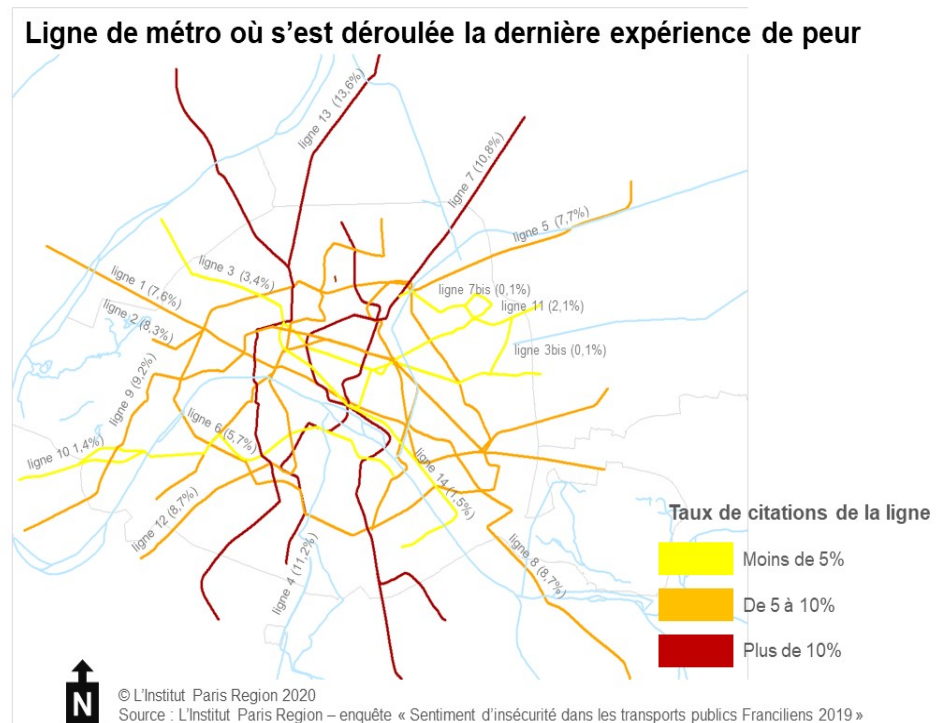 Ligne de métro où s'est déroulée la dernière expérience de peur
ligne 13 (13,6%)
ligne 7 (10,8%)
ligne 5 (7,7%)
ligne 3 (3,4%)
ligne 1 (7,6%)
ligne 2 (8,3%)
ligne 7bis (0,1%)
ligne 11 (2,1%)
ligne 3bis (0,1%)
ligne 9 (9,2%)
ligne 6 (5,7%)
ligne 10 1,4%)
ligne 14 (1,5%)
ligne 12 (8,7%)
ligne 4 (11,2%)
ligne 8 (8,7%)
Taux de citations de la ligne
Moins de 5%
De 5 à 10%
Plus de 10%
N
© L'Institut Paris Region 2020
Source : L'Institut Paris Region – enquête « Sentiment d'insécurité dans les transports publics Franciliens 2019 »